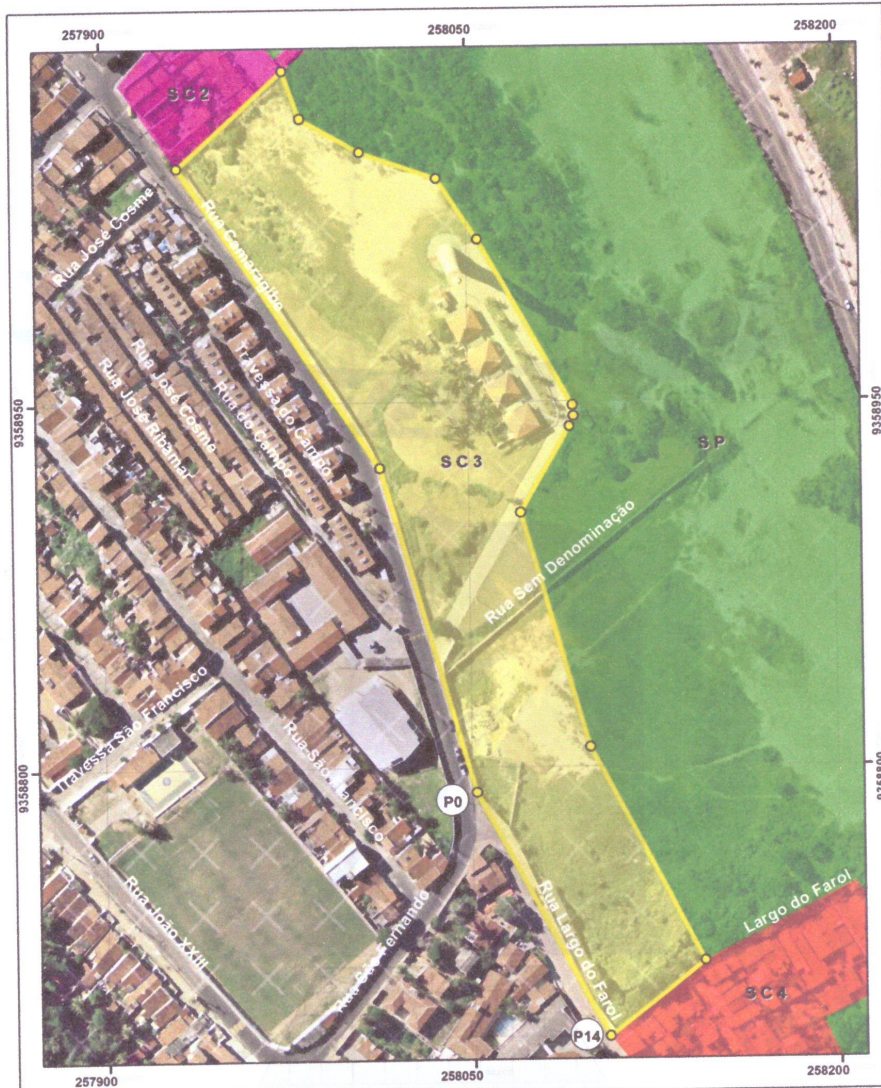 257900
258050
258200
SC2
Rua José Cosme
Rua Camaragibe
Travessa do Campo
Rua do Campo
Rua José Cosme
Rua José Ribamar
9358950
9358950
SC3
SP
Rua Sem Denominação
Travessa São Francisco
Rua São Francisco
9358800
9358800
P0
Rua João XXIII
Rua São Fernando
Rua Largo do Farol
Largo do Farol
SC4
P14
257900
258050
258200